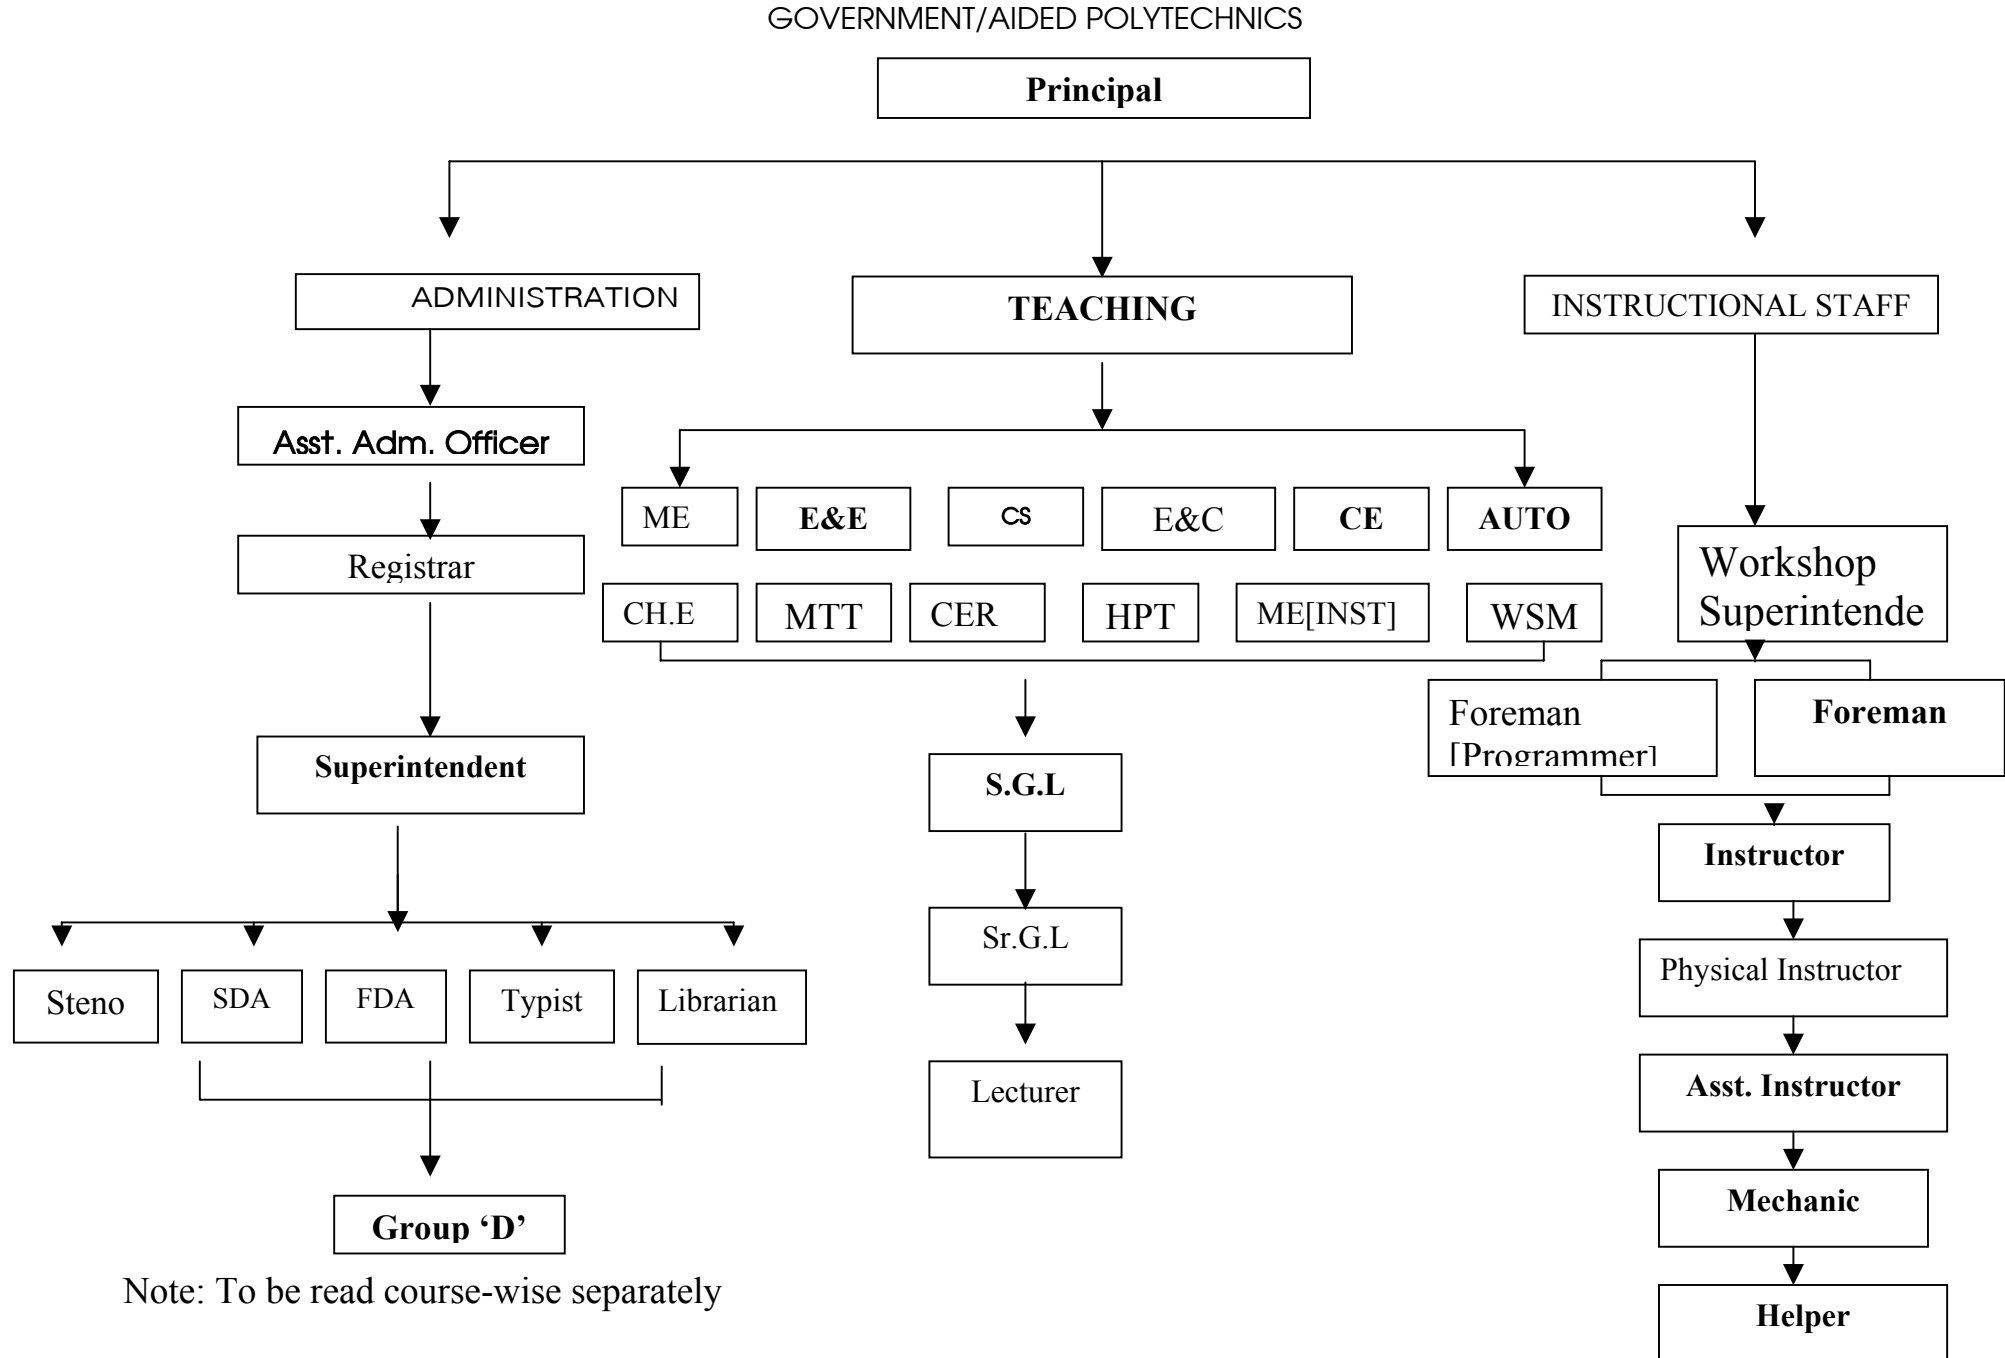 GOVERNMENT/AIDED POLYTECHNICS
Principal
ADMINISTRATION
TEACHING
INSTRUCTIONAL STAFF
Asst. Adm. Officer
ME
E&E
CS
E&C
CE
AUTO
Registrar
Workshop
Superintende
CH.E
MTT
CER
HPT
ME[INST]
WSM
Foreman
[Programmer]
Foreman
Superintendent
S.G.L
Instructor
Sr.G.L
Physical Instructor
Steno
SDA
FDA
Typist
Librarian
Lecturer
Asst. Instructor
Mechanic
Group ‘D’
Note: To be read course-wise separately
Helper